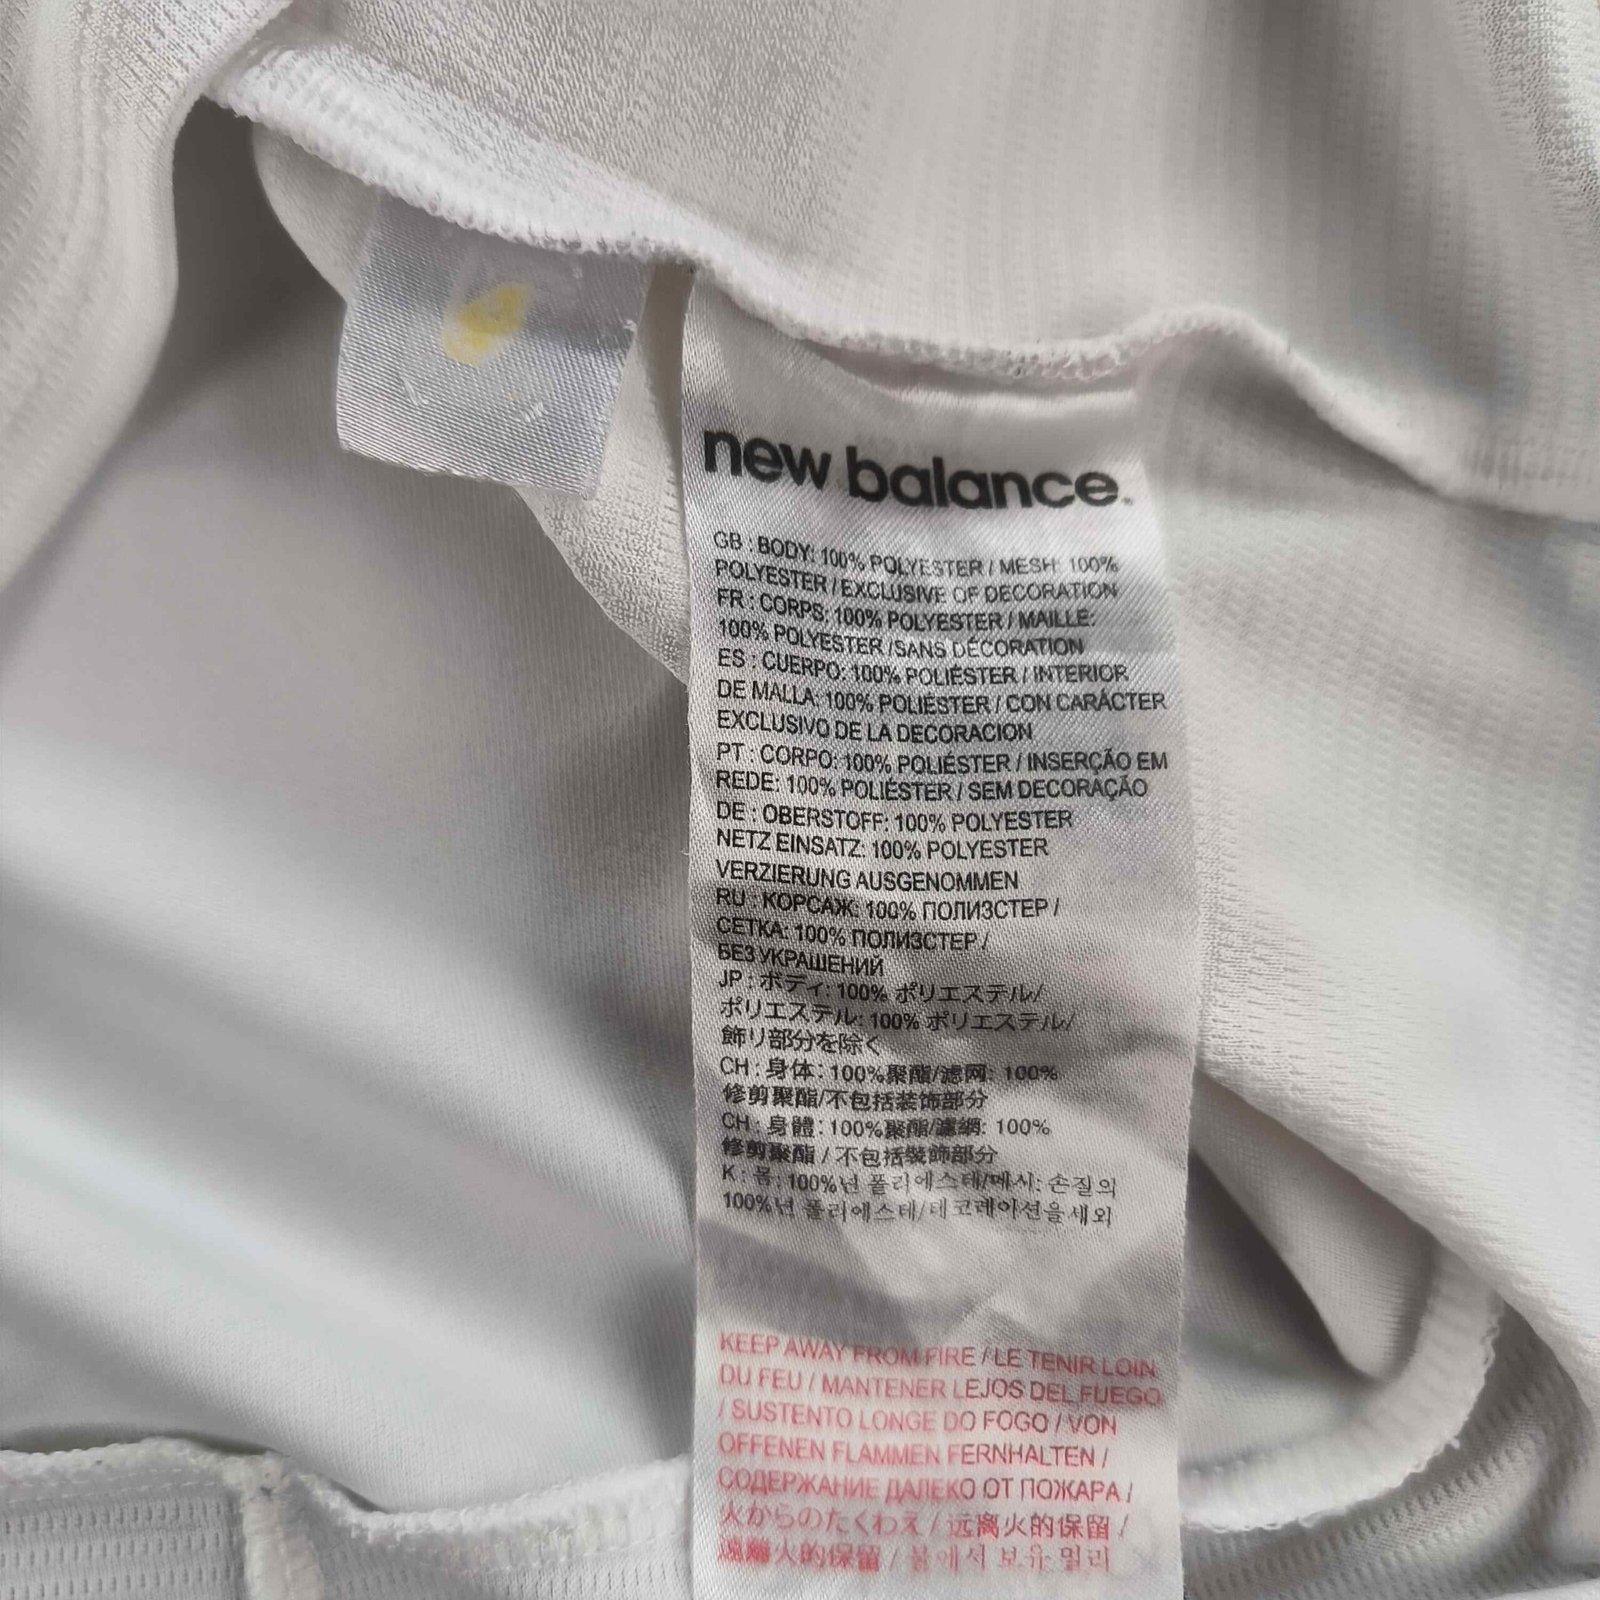 new balance
GB : BODY: 100% POLYESTER / MESH: 100%
POLYESTER / EXCLUSIVE OF DECORATION
FR : CORPS: 100% POLYESTER / MAILLE:
100% POLYESTER /SANS DÉCORATION
ES : CUERPO: 100% POLIÉSTER / INTERIOR
DE MALLA: 100% POLIÉSTER / CON CARÁCTER
EXCLUSIVO DE LA DECORACION
PT : CORPO: 100% POLIÉSTER / INSERÇÃO EM
REDE: 100% POLIÉSTER / SEM DECORAÇÃO
DE : OBERSTOFF: 100% POLYESTER
NETZ EINSATZ: 100% POLYESTER
VERZIERUNG AUSGENOMMEN
RU : КОРСАЖ: 100% ПОЛИЗСТЕР /
СЕТКА: 100% ПОЛИЗСТЕР /
БЕЗ УКРАШЕНИЙ
JP : ボディ: 100% ポリエステル/
ポリエステル: 100% ポリエステル/
飾り部分を除く
CH : 身体: 100%聚酯/滤网: 100%
修剪聚酯/不包括装饰部分
CH : 身體: 100%聚酯/濾網: 100%
修剪聚酯 / 不包括裝飾部分
K : 몸: 100%넌 폴리에스테/메시: 손질의
100%넌 폴리에스테/테코레이션을새외
KEEP AWAY FROM FIRE / LE TENIR LOIN
DU FEU / MANTENER LEJOS DEL FUEGO
/ SUSTENTO LONGE DO FOGO / VON
OFFENEN FLAMMEN FERNHALTEN /
СОДЕРЖАНИЕ ДАЛЕКО ОТ ПОЖАРА /
火からのたくわえ / 远离火的保留 /
遠離火的保留 / 불에서 보유 멀리